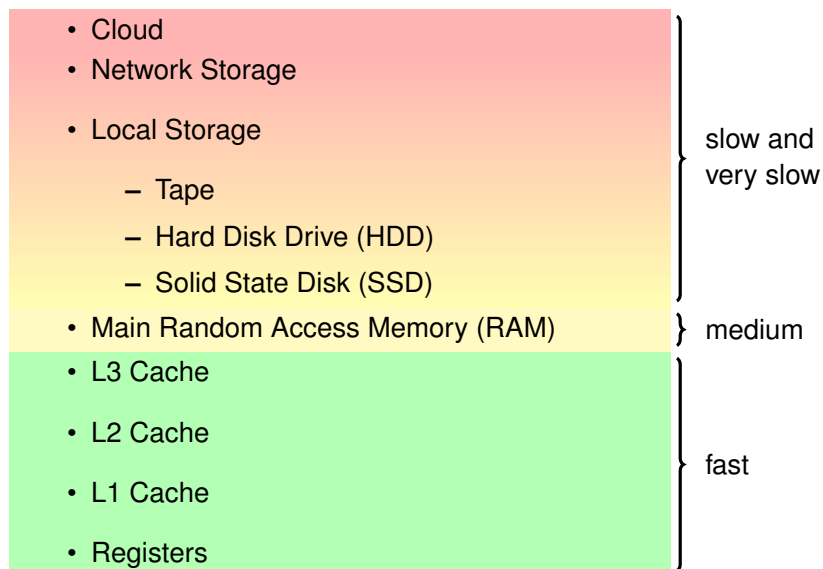 • Cloud
• Network Storage
• Local Storage
– Tape
– Hard Disk Drive (HDD)
– Solid State Disk (SSD)
slow and
very slow
• Main Random Access Memory (RAM)
medium
• L3 Cache
• L2 Cache
• L1 Cache
• Registers
fast